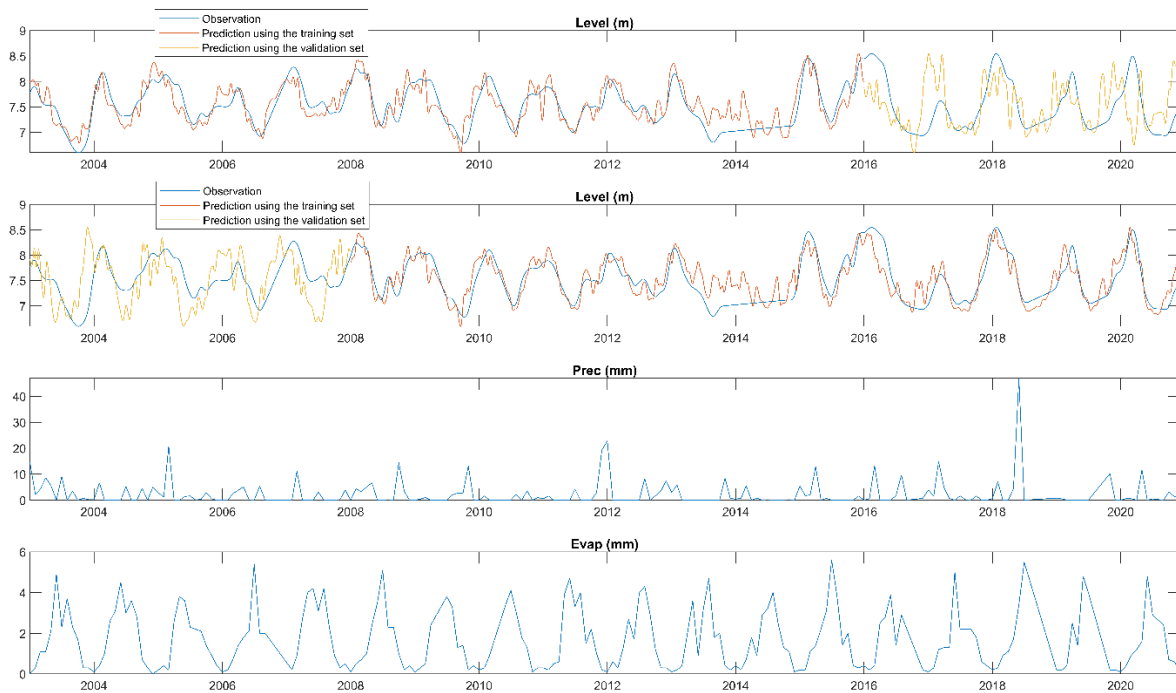 Level (m)
Observation
Prediction using the training set
Prediction using the validation set
9
8.5
8
7.5
7
2004 2006 2008 2010 2012 2014 2016 2018 2020
Level (m)
Observation
Prediction using the training set
Prediction using the validation set
9
8.5
8
7.5
7
2004 2006 2008 2010 2012 2014 2016 2018 2020
Prec (mm)
40
30
20
10
0
2004 2006 2008 2010 2012 2014 2016 2018 2020
Evap (mm)
6
4
2
0
2004 2006 2008 2010 2012 2014 2016 2018 2020